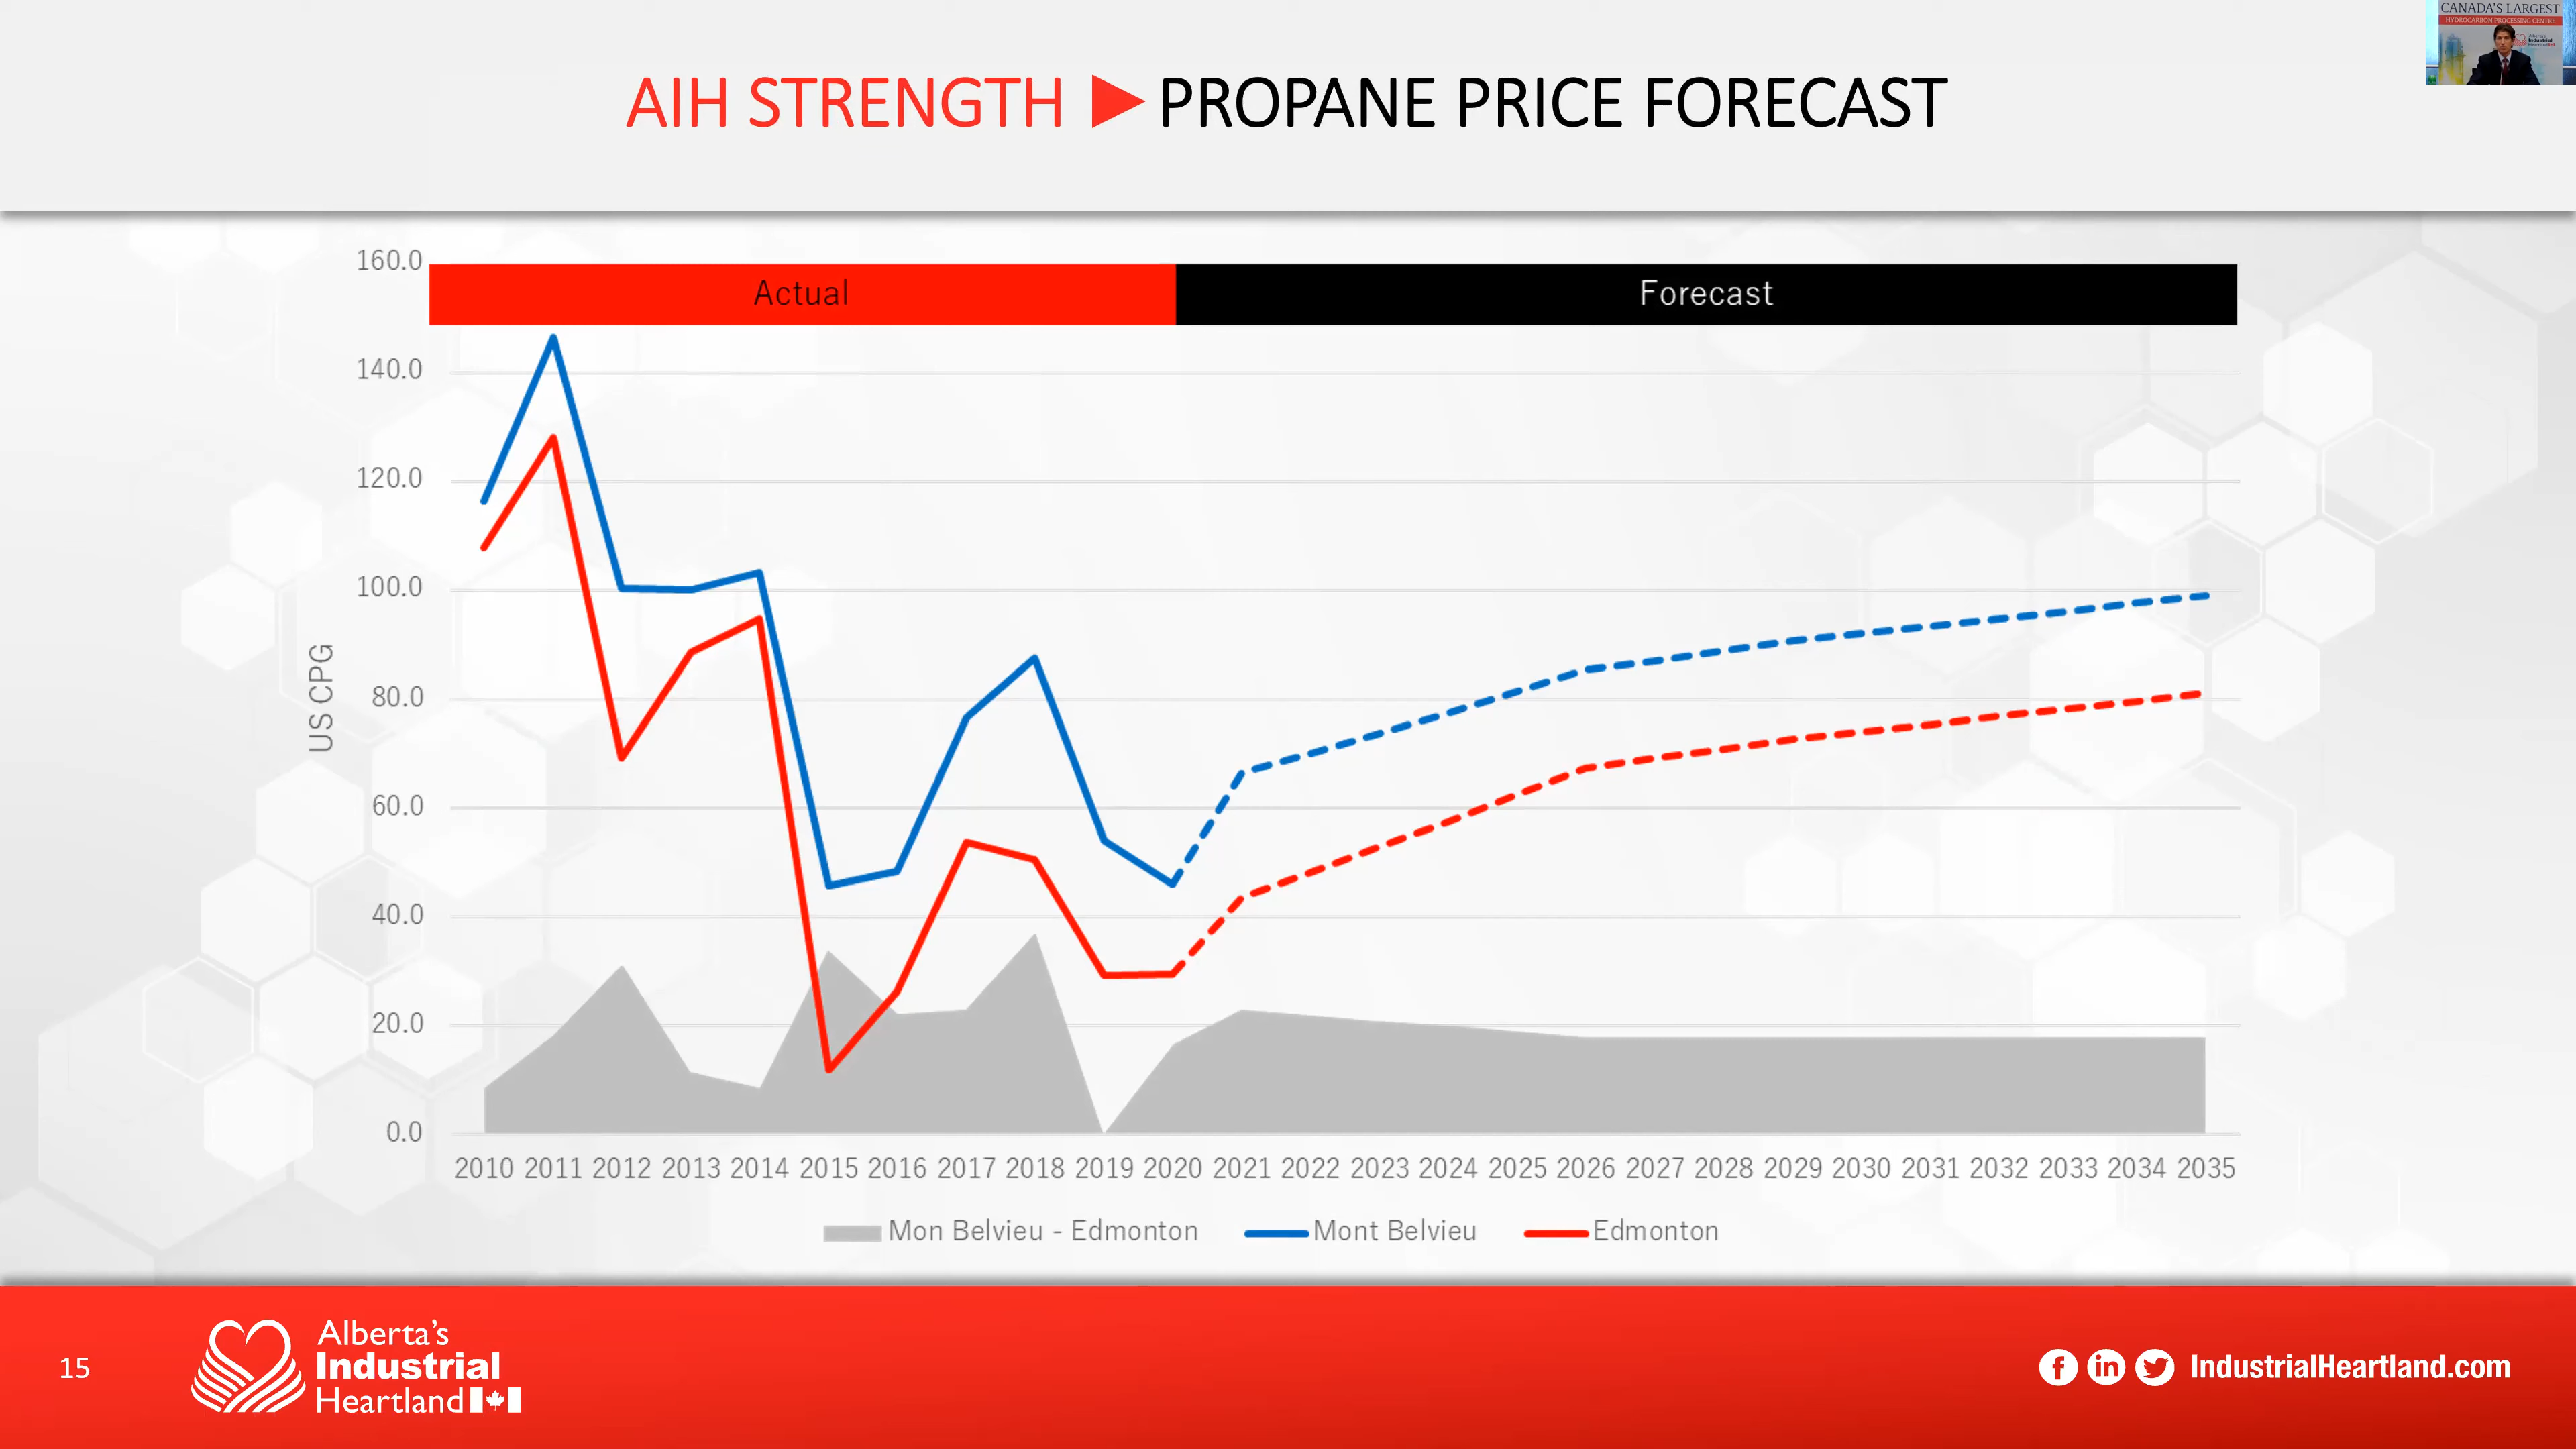 CANADA'S LARGEST
HYDROCARBON PROCESSING CENTRE
Alberta's
Industrial
Heartland
AIH STRENGTH ▶ PROPANE PRICE FORECAST
160.0
Actual
Forecast
140.0
120.0
100.0
80.0
60.0
40.0
20.0
0.0
US CPG
2010 2011 2012 2013 2014 2015 2016 2017 2018 2019 2020 2021 2022 2023 2024 2025 2026 2027 2028 2029 2030 2031 2032 2033 2034 2035
Mon Belvieu - Edmonton Mont Belvieu Edmonton
15
Alberta's
Industrial
Heartland
IndustrialHeartland.com